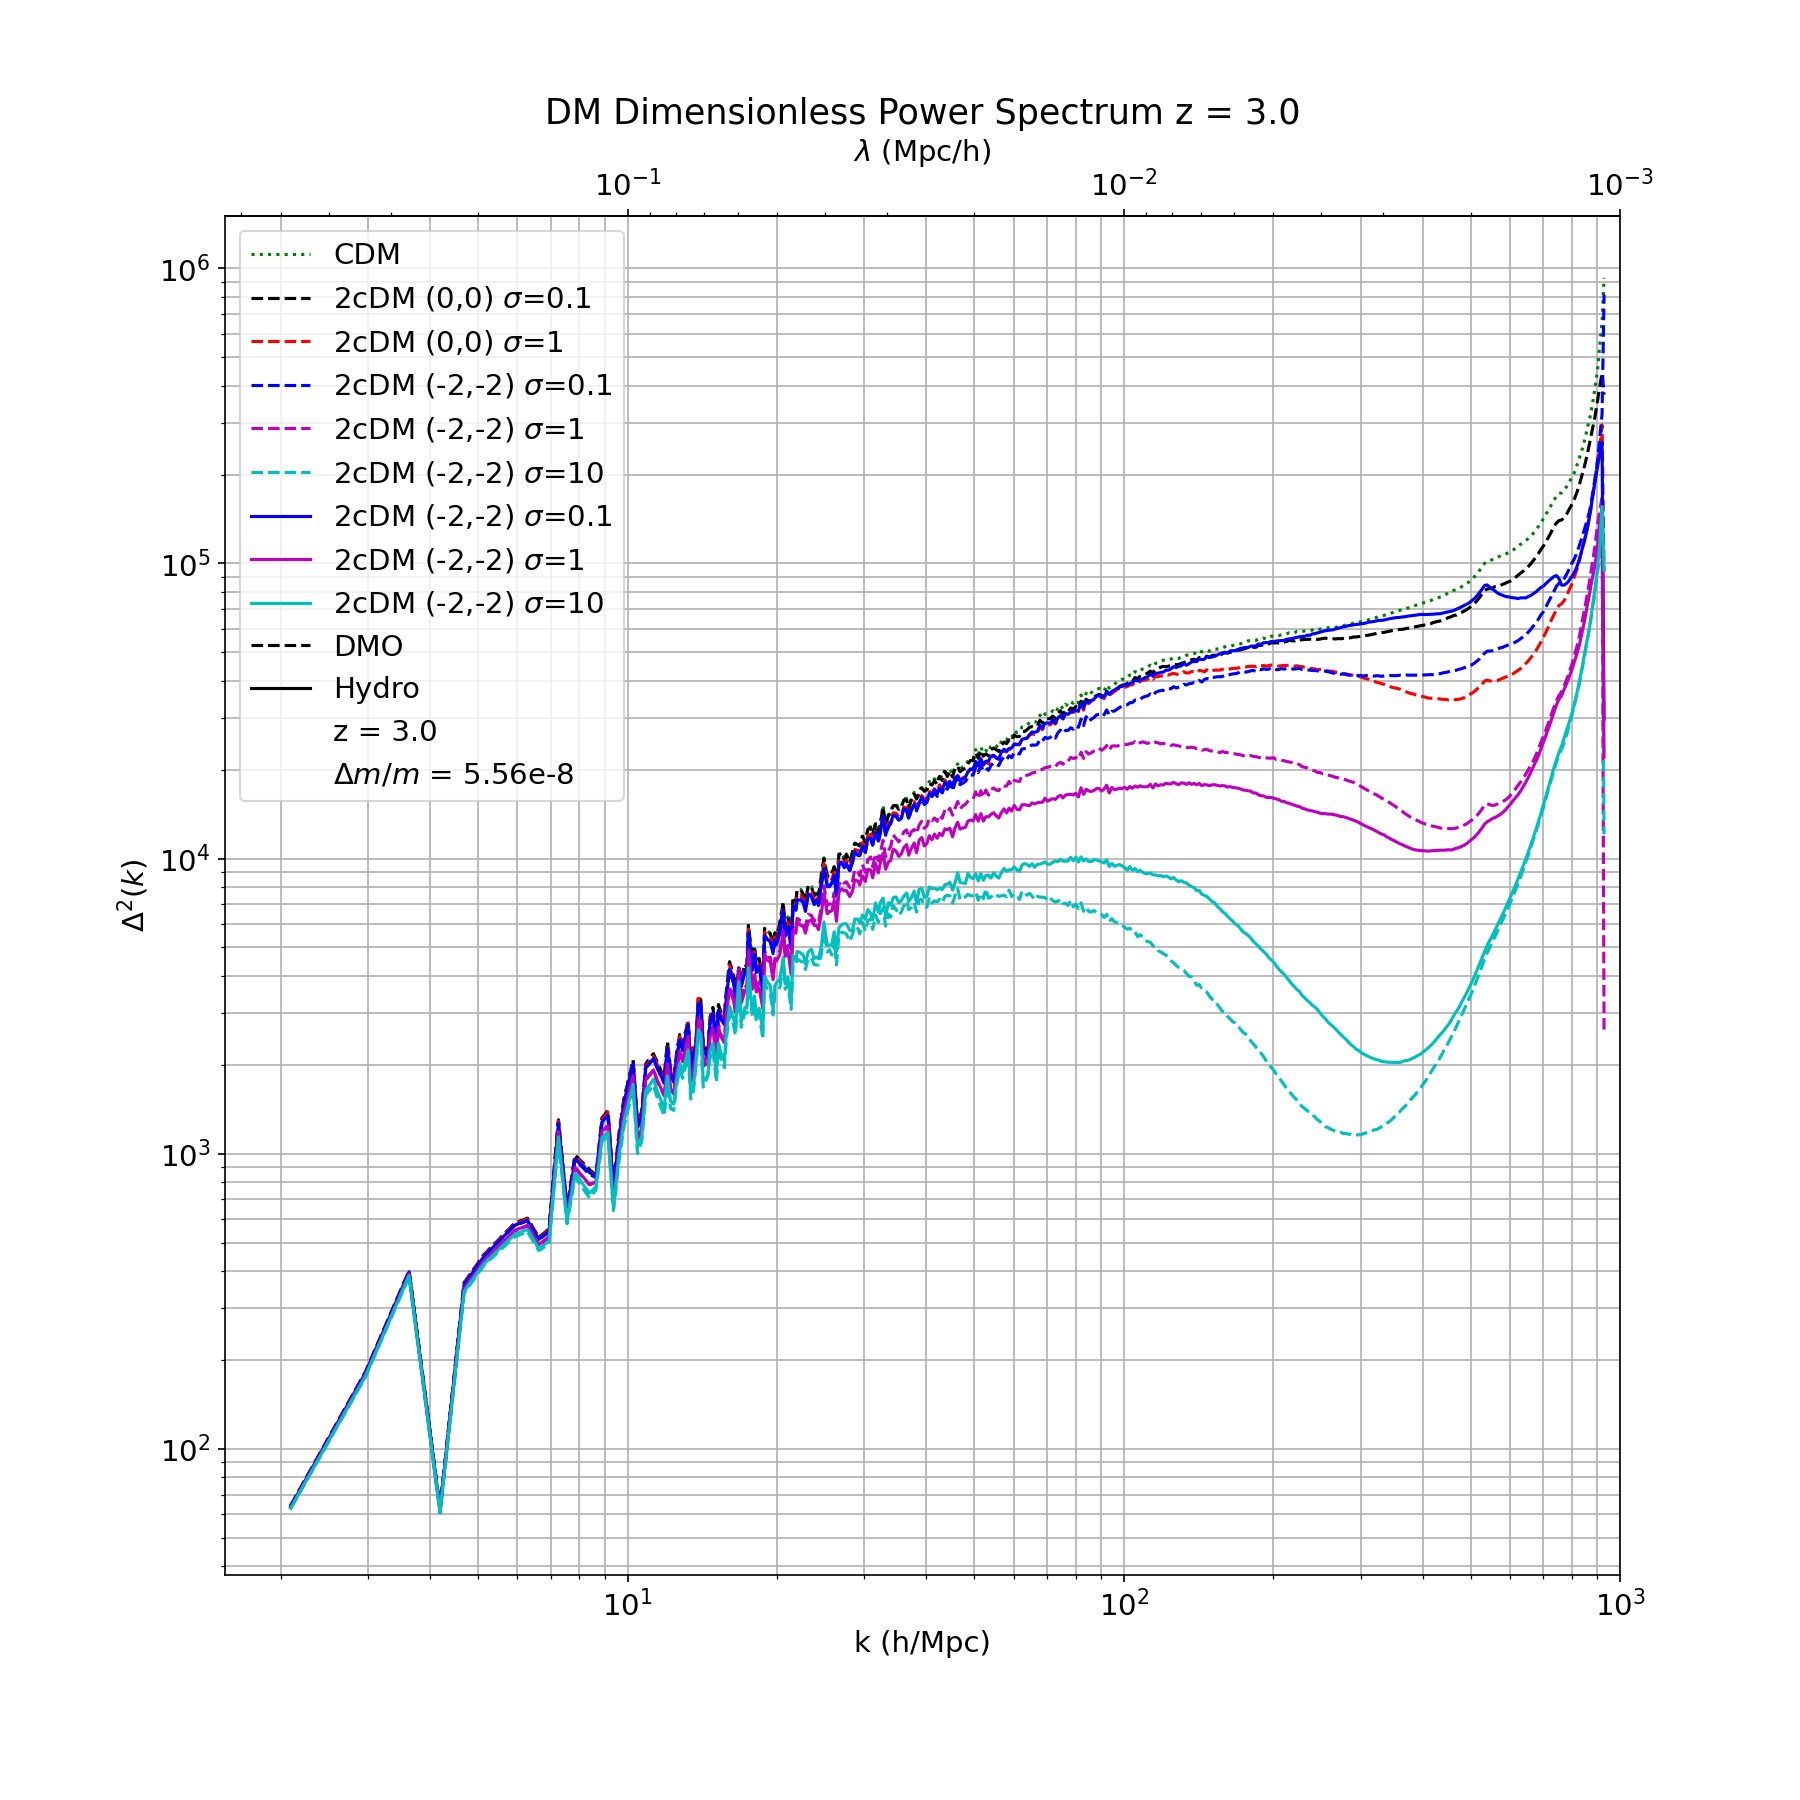 DM Dimensionless Power Spectrum z = 3.0
λ (Mpc/h)
10⁻¹ 10⁻² 10⁻³
CDM
2cDM (0,0) σ=0.1
2cDM (0,0) σ=1
2cDM (-2,-2) σ=0.1
2cDM (-2,-2) σ=1
2cDM (-2,-2) σ=10
2cDM (-2,-2) σ=0.1
2cDM (-2,-2) σ=1
2cDM (-2,-2) σ=10
DMO
Hydro
z = 3.0
Δm/m = 5.56e-8
10⁶
10⁵
10⁴
10³
10²
Δ²(k)
10¹ 10² 10³
k (h/Mpc)